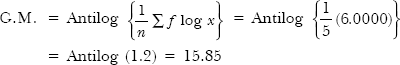 G.M. = Antilog {1/n Σ f log x} = Antilog {1/5 (6.0000)}
= Antilog (1.2) = 15.85